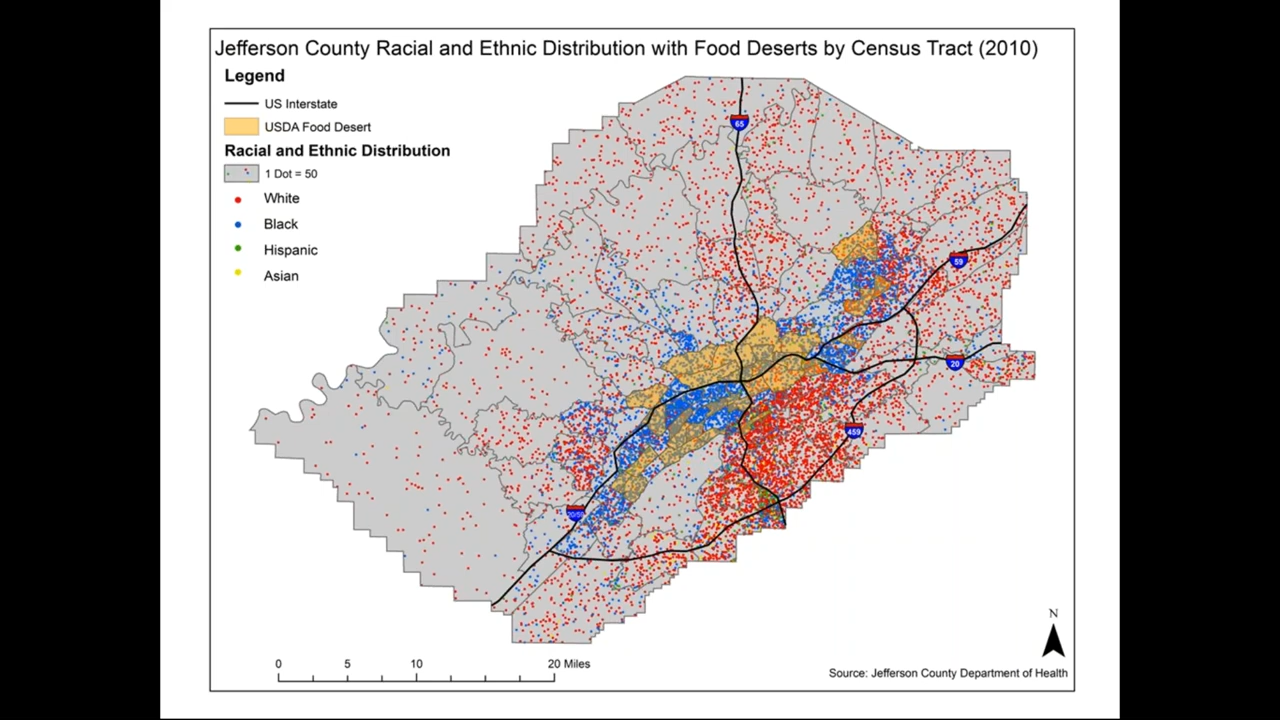 Jefferson County Racial and Ethnic Distribution with Food Deserts by Census Tract (2010)
Legend
US Interstate
USDA Food Desert
Racial and Ethnic Distribution
1 Dot = 50
White
Black
Hispanic
Asian
65
59
20
459
N
0 5 10 20 Miles
Source: Jefferson County Department of Health